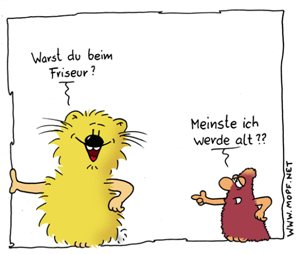 Warst du beim
Friseur?
Meinste ich
werde alt??
WWW.MOPF.NET